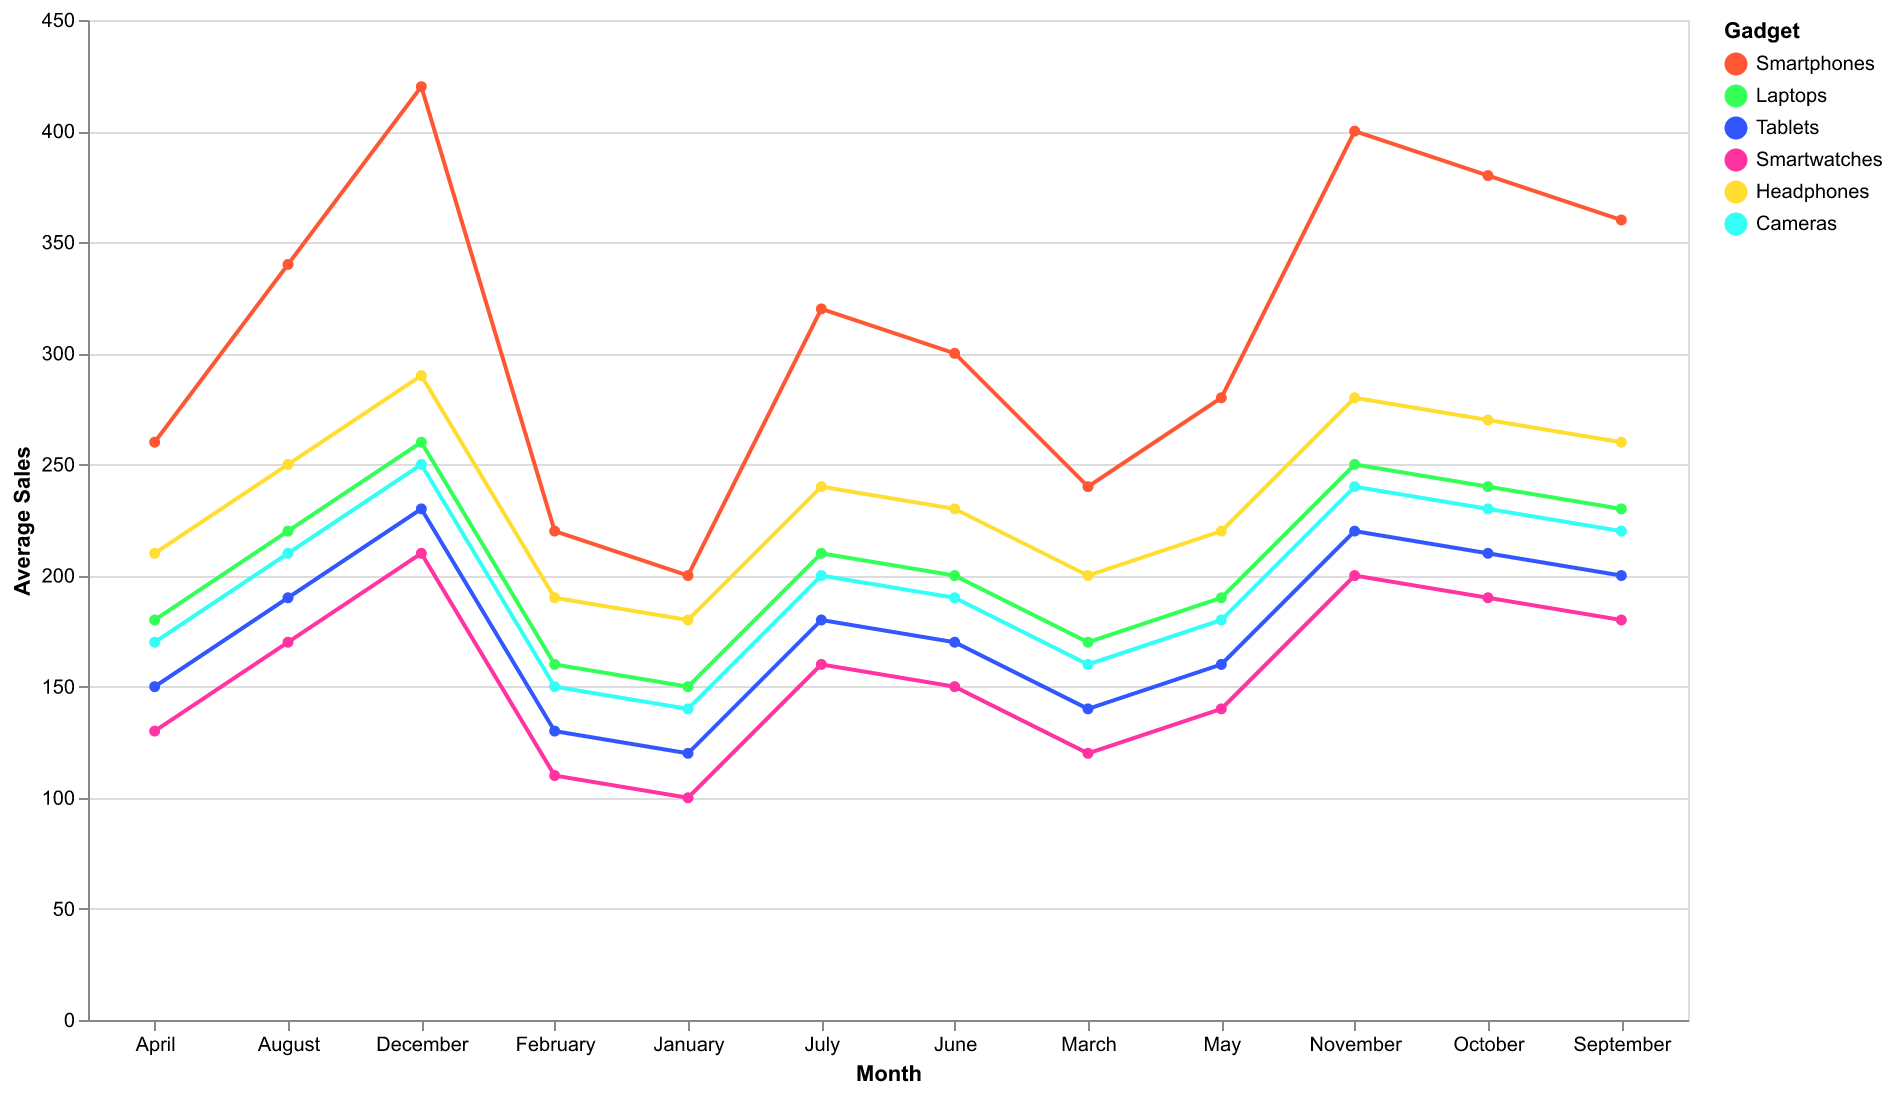 450
400
350
300
250
200
150
100
50
0
Average Sales
April August December February January July June March May November October September
Month
Gadget
Smartphones
Laptops
Tablets
Smartwatches
Headphones
Cameras